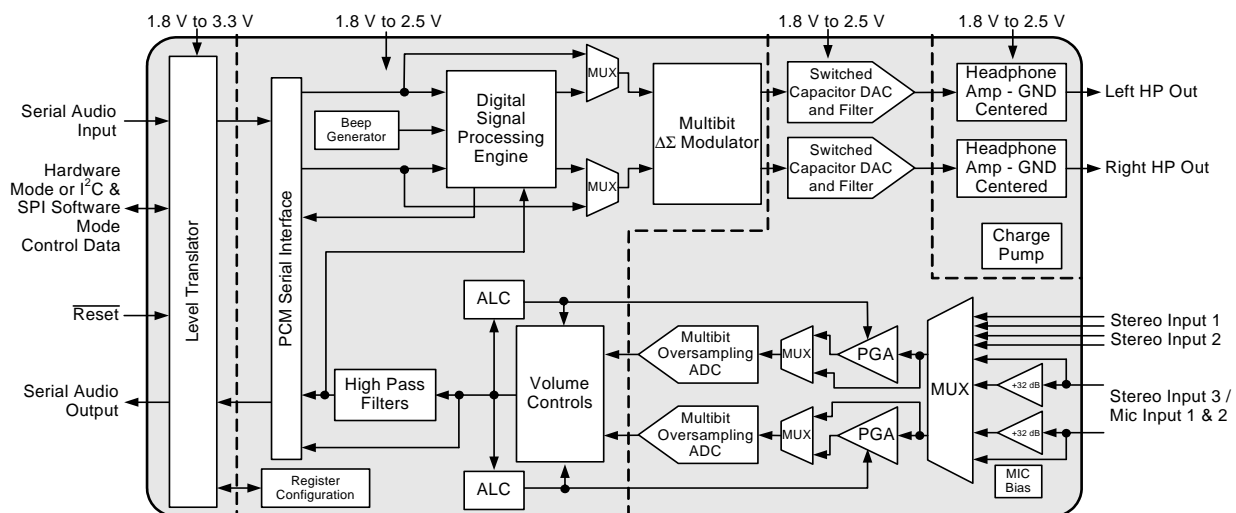 1.8 V to 3.3 V
1.8 V to 2.5 V
1.8 V to 2.5 V
1.8 V to 2.5 V
Serial Audio
Input
Hardware
Mode or I²C &
SPI Software
Mode
Control Data
Reset
Serial Audio
Output
Level Translator
PCM Serial Interface
Beep
Generator
Digital
Signal
Processing
Engine
MUX
MUX
Multibit
ΔΣ Modulator
Switched
Capacitor DAC
and Filter
Switched
Capacitor DAC
and Filter
Headphone
Amp - GND
Centered
Headphone
Amp - GND
Centered
Left HP Out
Right HP Out
Charge
Pump
ALC
ALC
High Pass
Filters
Volume
Controls
Multibit
Oversampling
ADC
Multibit
Oversampling
ADC
MUX
MUX
PGA
PGA
MUX
+32 dB
+32 dB
MIC
Bias
Stereo Input 1
Stereo Input 2
Stereo Input 3 /
Mic Input 1 & 2
Register
Configuration